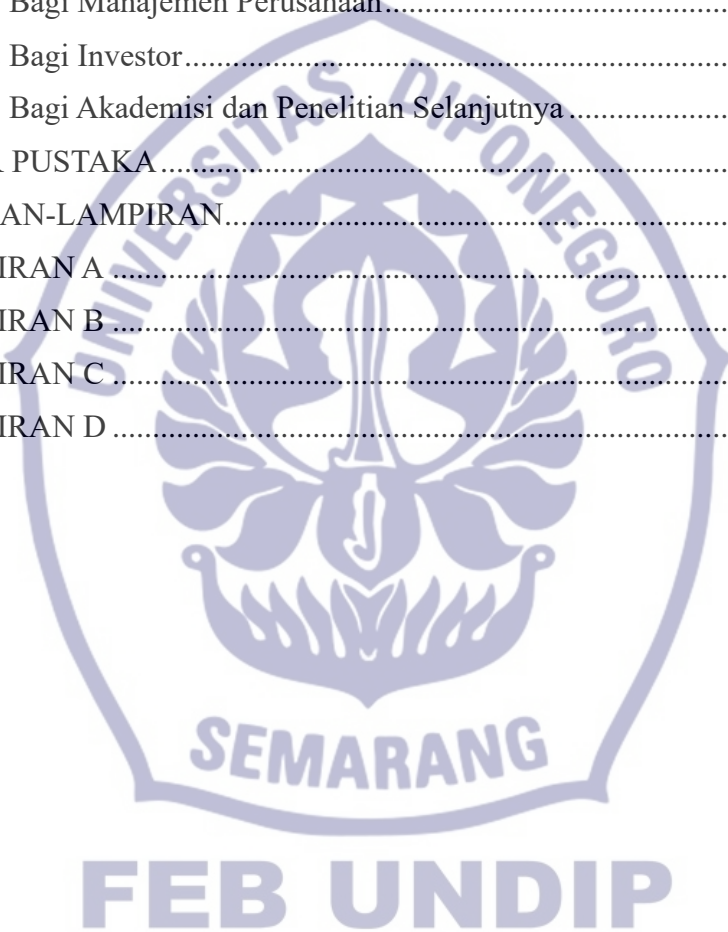 Bagi Manajemen Perusahaan................................................
Bagi Investor........................................................................
Bagi Akademisi dan Penelitian Selanjutnya........................
PUSTAKA............................................................................
AN-LAMPIRAN....................................................................
IRAN A..................................................................................
IRAN B..................................................................................
IRAN C..................................................................................
IRAN D..................................................................................
UNIVERSITAS DIPONEGORO
SEMARANG
FEB UNDIP